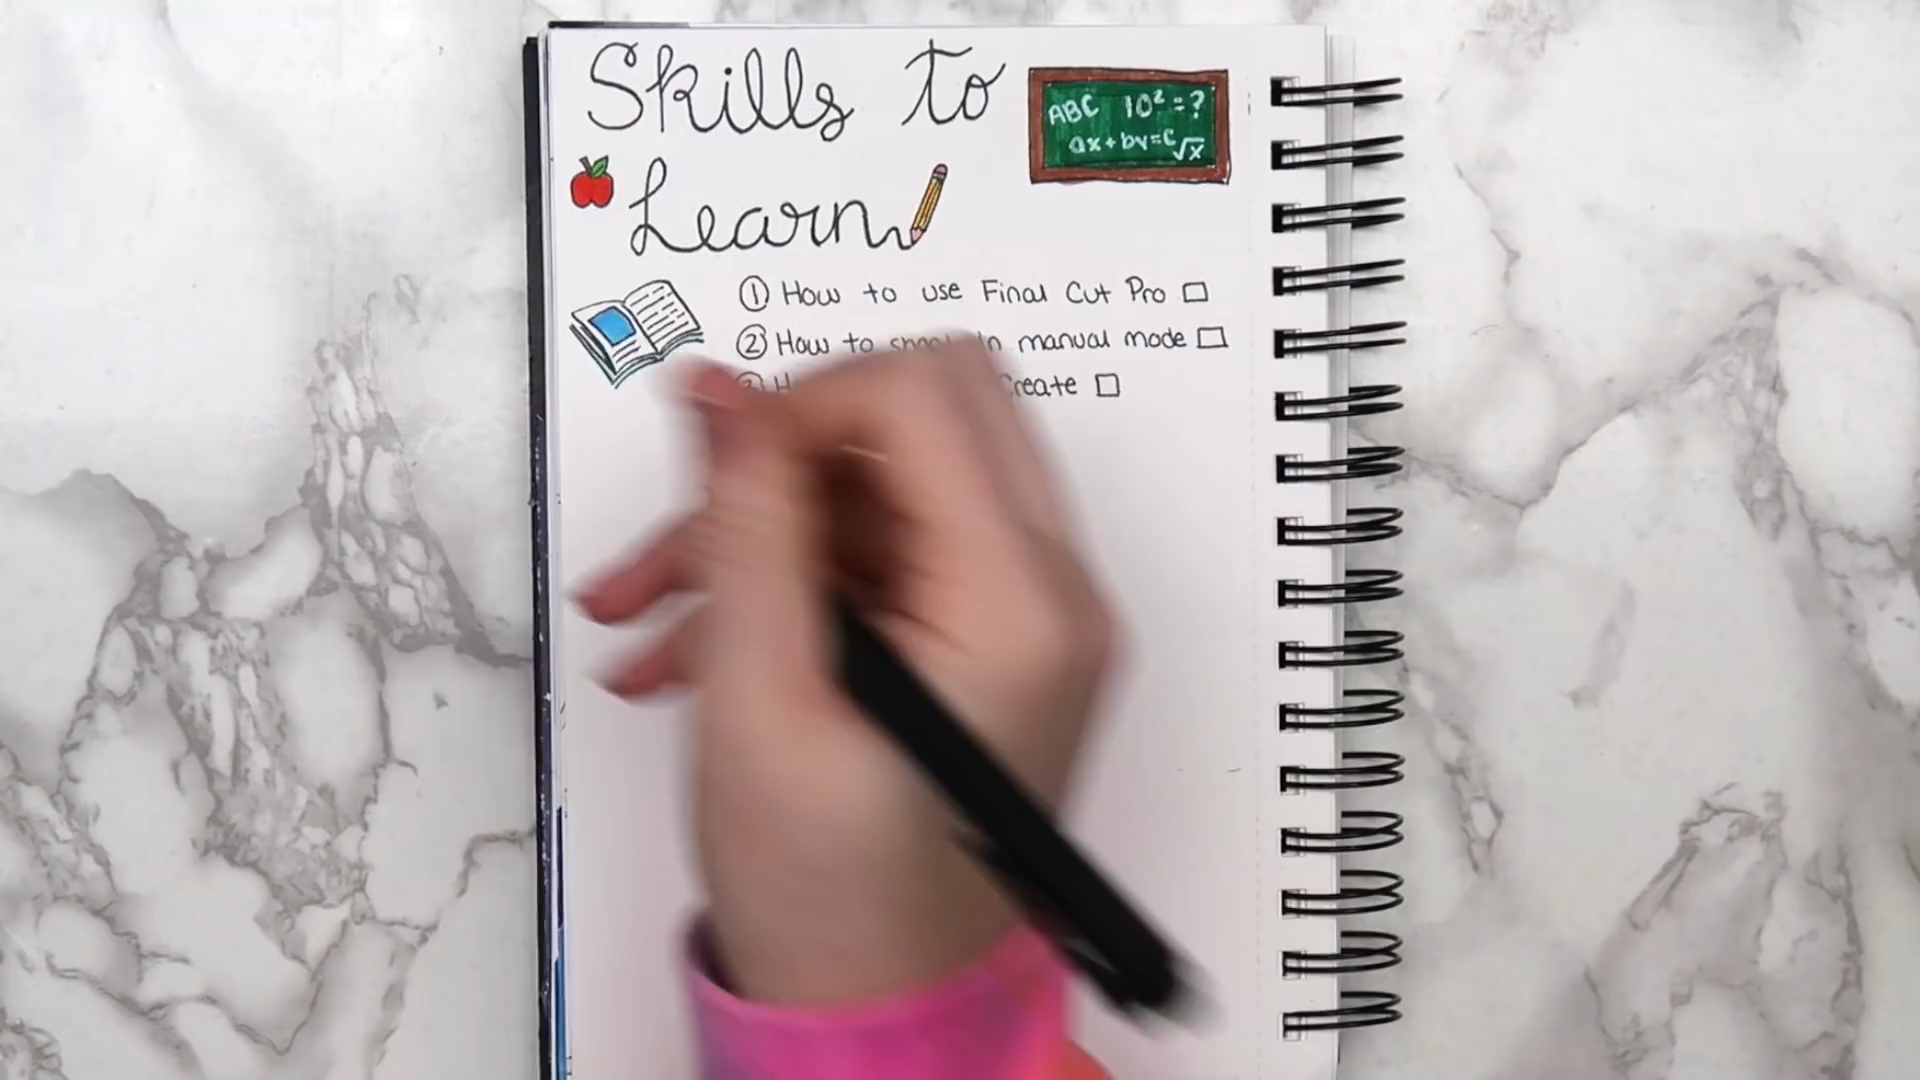 Skills to
Learn
ABC 10² = ?
ax + by = c
√x
① How to use Final Cut Pro
② How to in manual mode
Create